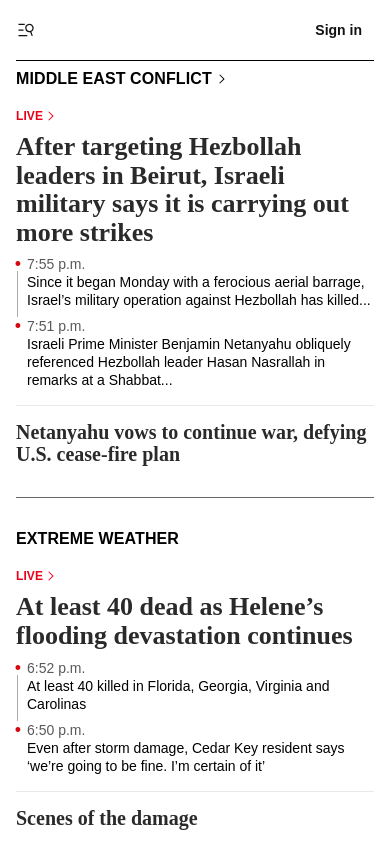 Sign in
MIDDLE EAST CONFLICT
LIVE
After targeting Hezbollah
leaders in Beirut, Israeli
military says it is carrying out
more strikes
7:55 p.m.
Since it began Monday with a ferocious aerial barrage,
Israel’s military operation against Hezbollah has killed...
7:51 p.m.
Israeli Prime Minister Benjamin Netanyahu obliquely
referenced Hezbollah leader Hasan Nasrallah in
remarks at a Shabbat...
Netanyahu vows to continue war, defying
U.S. cease-fire plan
EXTREME WEATHER
LIVE
At least 40 dead as Helene’s
flooding devastation continues
6:52 p.m.
At least 40 killed in Florida, Georgia, Virginia and
Carolinas
6:50 p.m.
Even after storm damage, Cedar Key resident says
‘we’re going to be fine. I’m certain of it’
Scenes of the damage